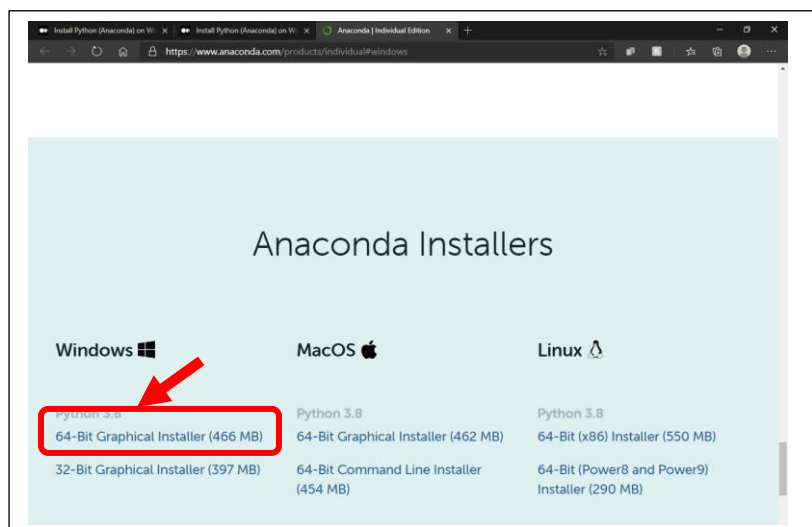 Install Python (Anaconda) on Wi
Install Python (Anaconda) on Wi
Anaconda | Individual Edition
https://www.anaconda.com/products/individual#windows
Anaconda Installers
Windows
MacOS
Linux
Python 3.8
Python 3.8
Python 3.8
64-Bit Graphical Installer (466 MB)
64-Bit Graphical Installer (462 MB)
64-Bit (x86) Installer (550 MB)
32-Bit Graphical Installer (397 MB)
64-Bit Command Line Installer
(454 MB)
64-Bit (Power8 and Power9)
Installer (290 MB)